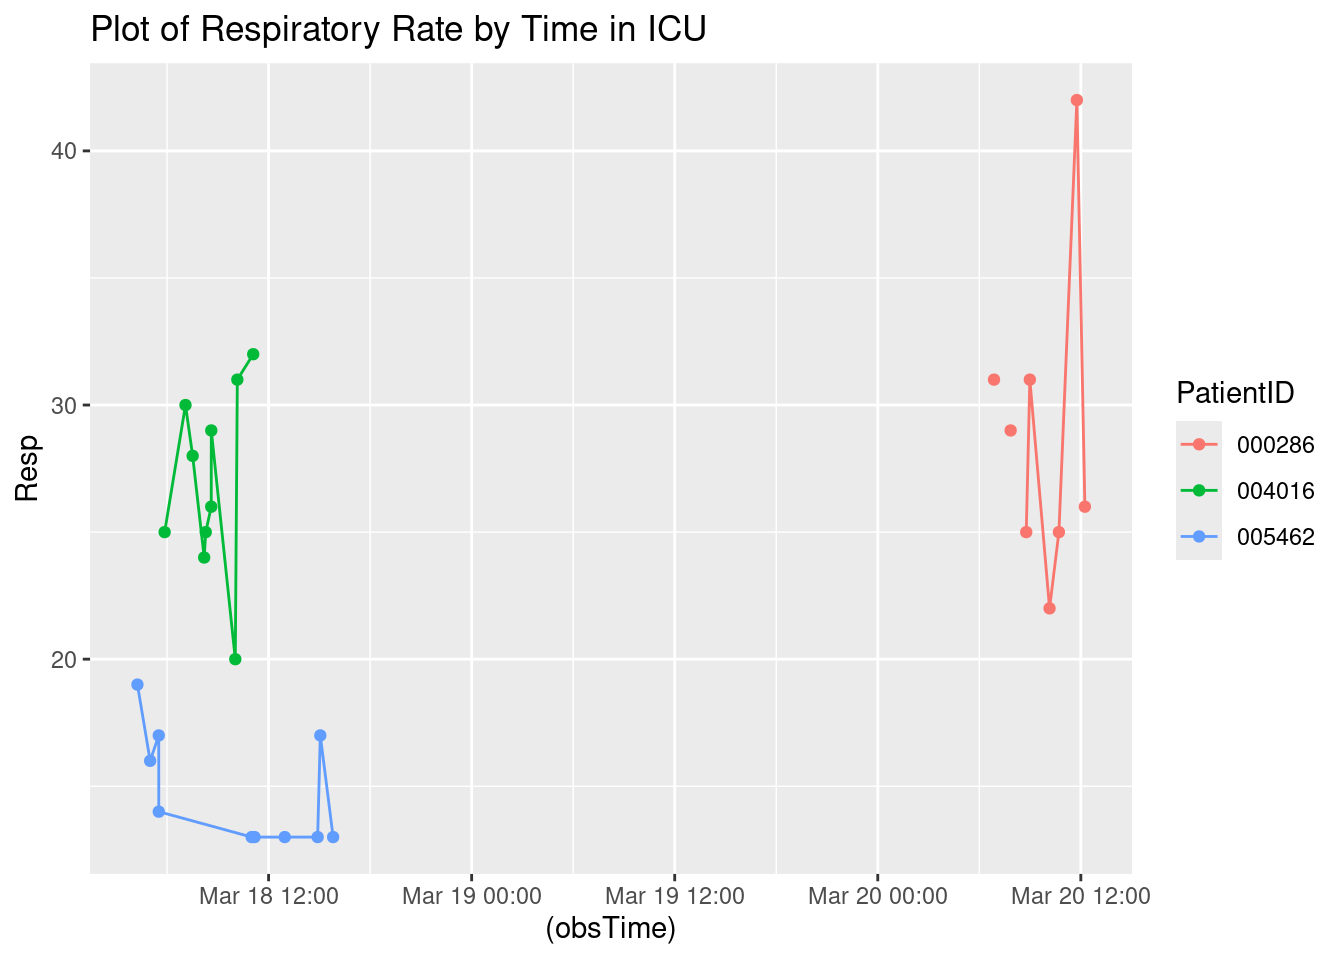 Plot of Respiratory Rate by Time in ICU
40
30
20
Resp
Mar 18 12:00
Mar 19 00:00
Mar 19 12:00
Mar 20 00:00
Mar 20 12:00
(obsTime)
PatientID
000286
004016
005462